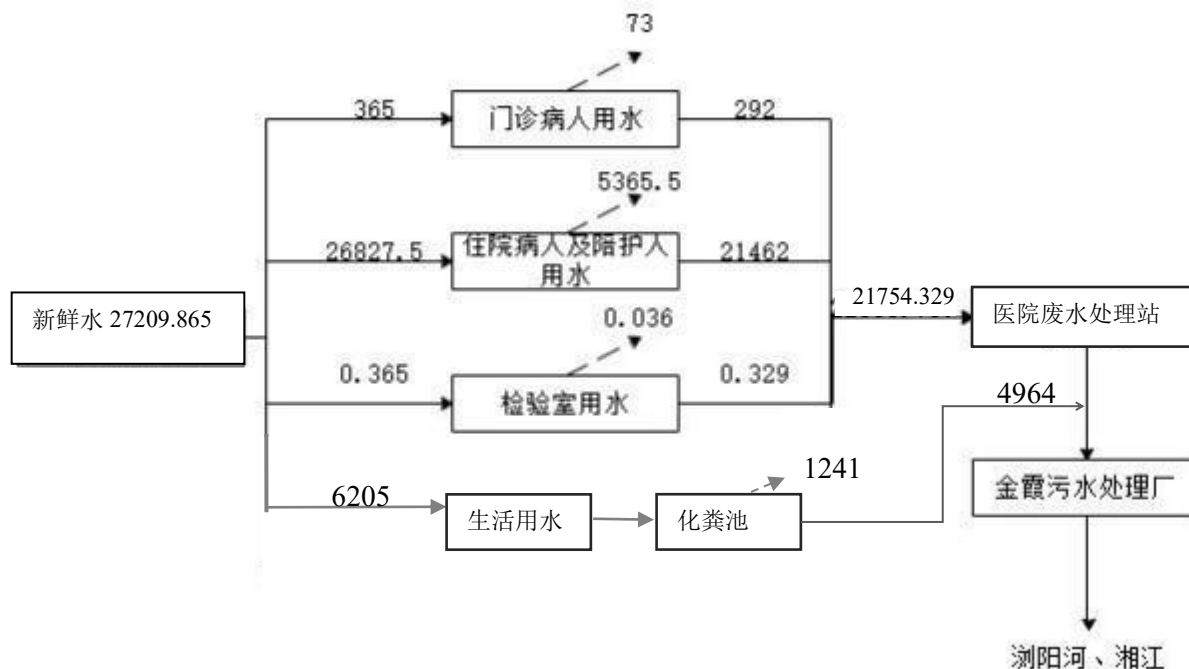 73
365
门诊病人用水
292
5365.5
26827.5
住院病人及陪护人
用水
21462
新鲜水 27209.865
21754.329
医院废水处理站
0.036
0.365
检验室用水
0.329
4964
1241
6205
生活用水
化粪池
金霞污水处理厂
浏阳河、湘江